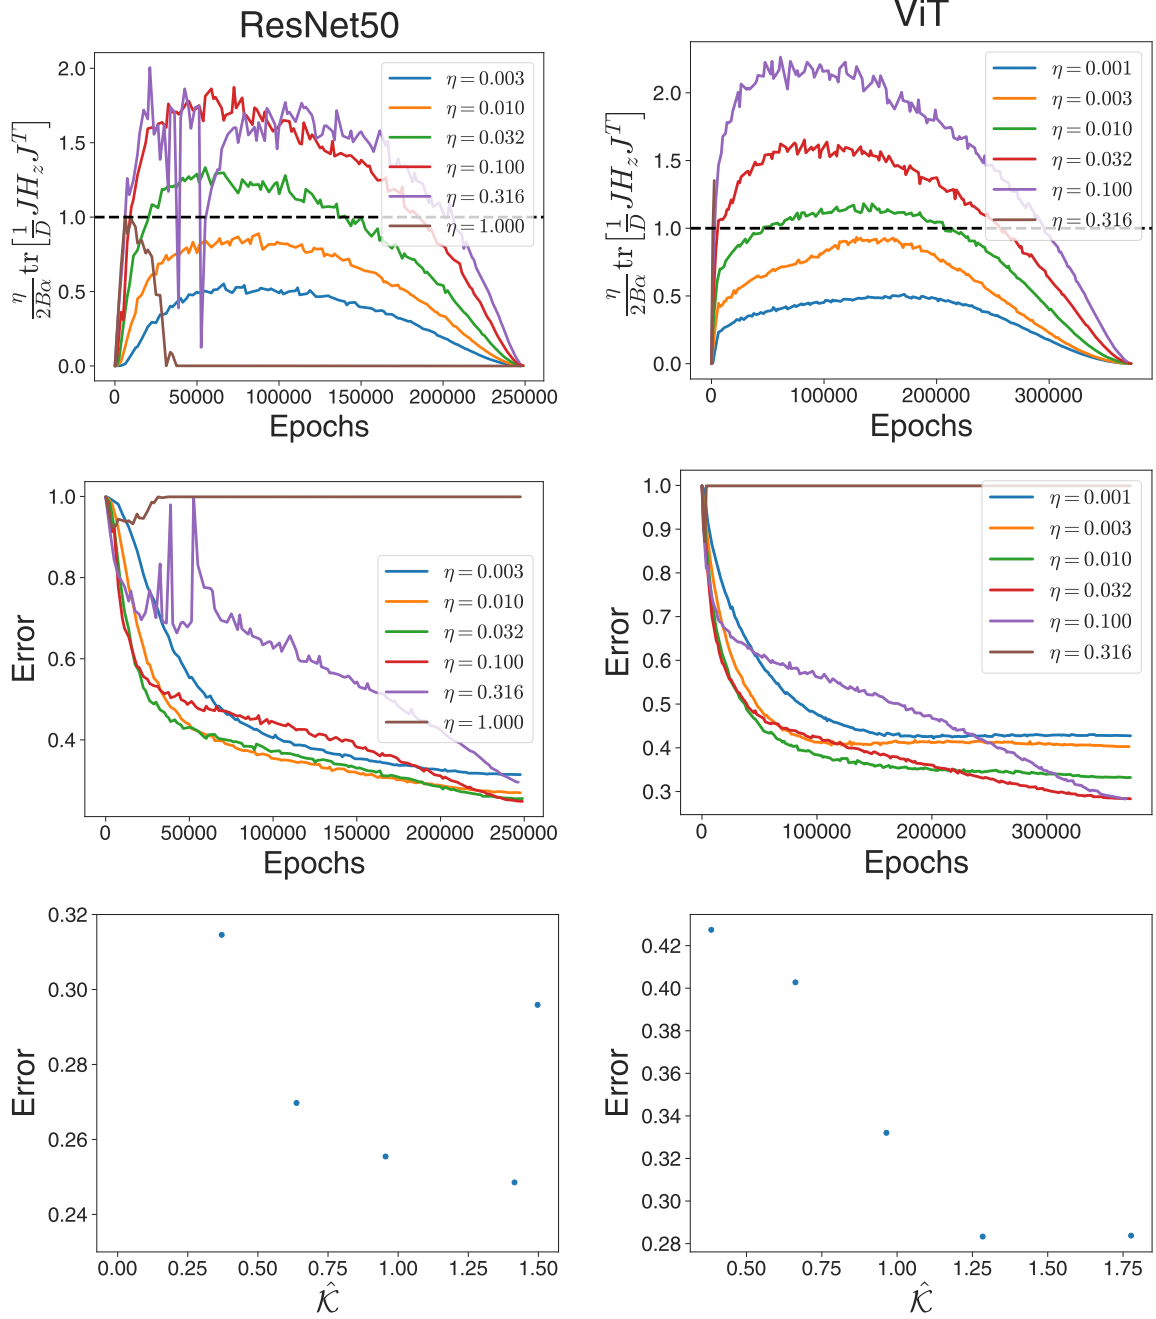 ResNet50
ViT
η/2Bα tr[1/D JH_zJ^T]
2.0
1.5
1.0
0.5
0.0
η = 0.003
η = 0.010
η = 0.032
η = 0.100
η = 0.316
η = 1.000
0 50000 100000 150000 200000 250000
Epochs
η/2Bα tr[1/D JH_zJ^T]
2.0
1.5
1.0
0.5
0.0
η = 0.001
η = 0.003
η = 0.010
η = 0.032
η = 0.100
η = 0.316
0 100000 200000 300000
Epochs
Error
1.0
0.8
0.6
0.4
η = 0.003
η = 0.010
η = 0.032
η = 0.100
η = 0.316
η = 1.000
0 50000 100000 150000 200000 250000
Epochs
Error
1.0
0.9
0.8
0.7
0.6
0.5
0.4
0.3
η = 0.001
η = 0.003
η = 0.010
η = 0.032
η = 0.100
η = 0.316
0 100000 200000 300000
Epochs
Error
0.32
0.30
0.28
0.26
0.24
0.00 0.25 0.50 0.75 1.00 1.25 1.50
𝒦̂
Error
0.42
0.40
0.38
0.36
0.34
0.32
0.30
0.28
0.50 0.75 1.00 1.25 1.50 1.75
𝒦̂